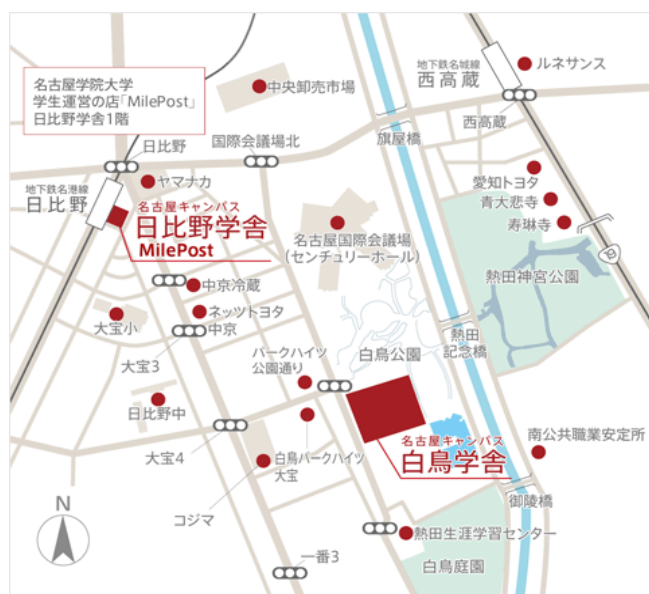 名古屋学院大学
学生運営の店「MilePost」
日比野学舎1階
中央卸売市場
地下鉄名城線
西高蔵
ルネサンス
西高蔵
日比野
国際会議場北
旗屋橋
地下鉄名港線
日比野
ヤマナカ
愛知トヨタ
青大悲寺
寿琳寺
19
名古屋キャンパス
日比野学舎
MilePost
名古屋国際会議場
(センチュリーホール)
熱田神宮公園
中京冷蔵
ネッツトヨタ
中京
大宝小
大宝3
パークハイツ
公園通り
白鳥公園
熱田
記念橋
日比野中
大宝4
白鳥パークハイツ
大宝
名古屋キャンパス
白鳥学舎
南公共職業安定所
コジマ
御陵橋
N
一番3
熱田生涯学習センター
白鳥庭園